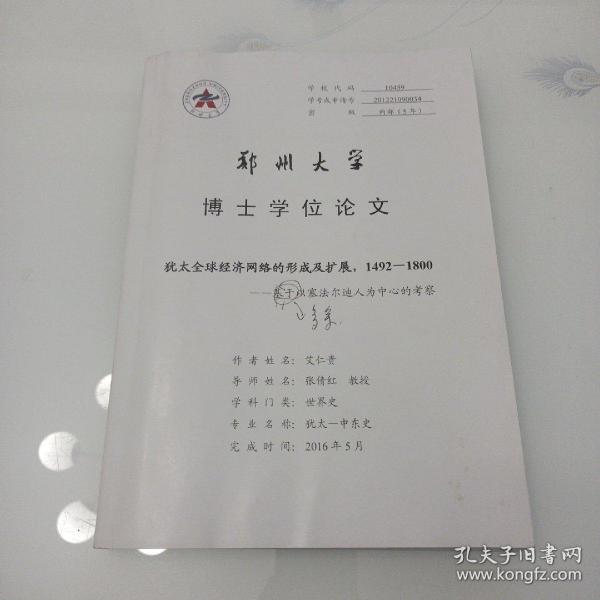 学校代码 10459
学号或申请号 201221090034
密级 内部(5年)
郑州大学
博士学位论文
犹太全球经济网络的形成及扩展，1492—1800
——基于以塞法尔迪人为中心的考察
作者姓名：艾仁贵
导师姓名：张倩红 教授
学科门类：世界史
专业名称：犹太—中东史
完成时间：2016年5月
孔夫子旧书网
www.kongfz.com